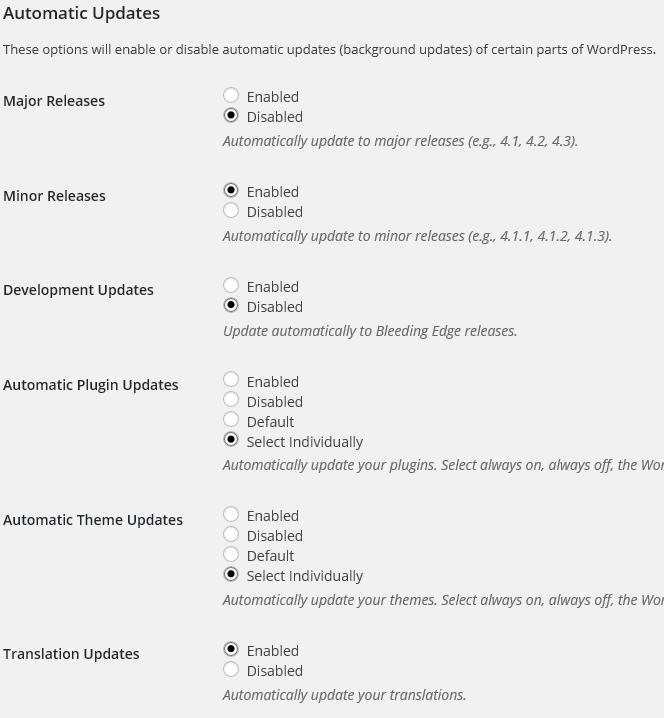 Automatic Updates
These options will enable or disable automatic updates (background updates) of certain parts of WordPress.
Major Releases
Enabled
Disabled
Automatically update to major releases (e.g., 4.1, 4.2, 4.3).
Minor Releases
Enabled
Disabled
Automatically update to minor releases (e.g., 4.1.1, 4.1.2, 4.1.3).
Development Updates
Enabled
Disabled
Update automatically to Bleeding Edge releases.
Automatic Plugin Updates
Enabled
Disabled
Default
Select Individually
Automatically update your plugins. Select always on, always off, the Wor
Automatic Theme Updates
Enabled
Disabled
Default
Select Individually
Automatically update your themes. Select always on, always off, the Wor
Translation Updates
Enabled
Disabled
Automatically update your translations.